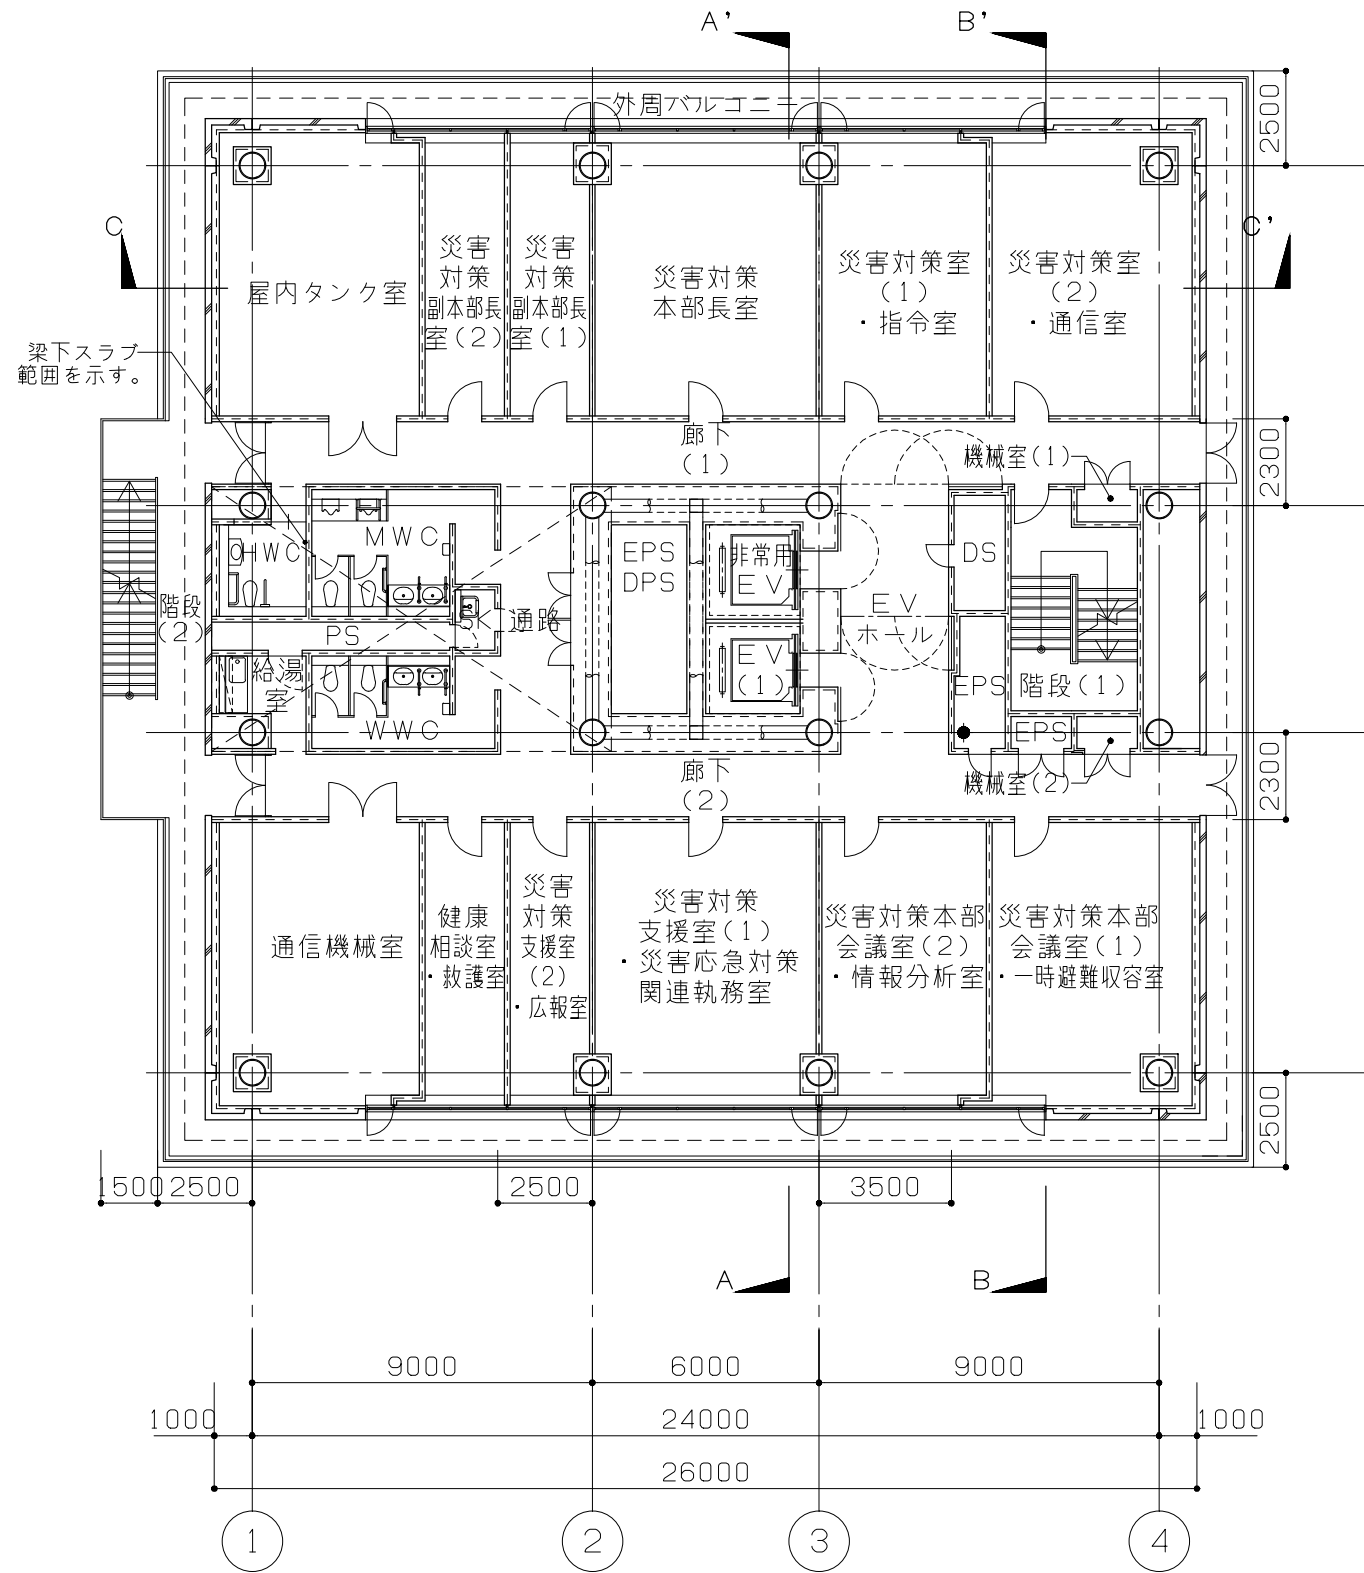 A'
B'
外周バルコニー
2500
C
C'
災害
対策
副本部長
室(2)
災害
対策
副本部長
室(1)
屋内タンク室
災害対策
本部長室
災害対策室
(1)
・指令室
災害対策室
(2)
・通信室
梁下スラブ
範囲を示す。
廊下
(1)
機械室(1)
2300
HWC
MWC
EPS
DPS
非常用
EV
DS
階段
(2)
PS
SK
通路
EV
ホール
EV
(1)
給湯
室
EPS
階段(1)
WWC
EPS
廊下
(2)
機械室(2)
2300
通信機械室
健康
相談室
・救護室
災害
対策
支援室
(2)
・広報室
災害対策
支援室(1)
・災害応急対策
関連執務室
災害対策本部
会議室(2)
・情報分析室
災害対策本部
会議室(1)
・一時避難収容室
2500
1500
2500
2500
3500
A
B
9000
6000
9000
1000
24000
1000
26000
1
2
3
4